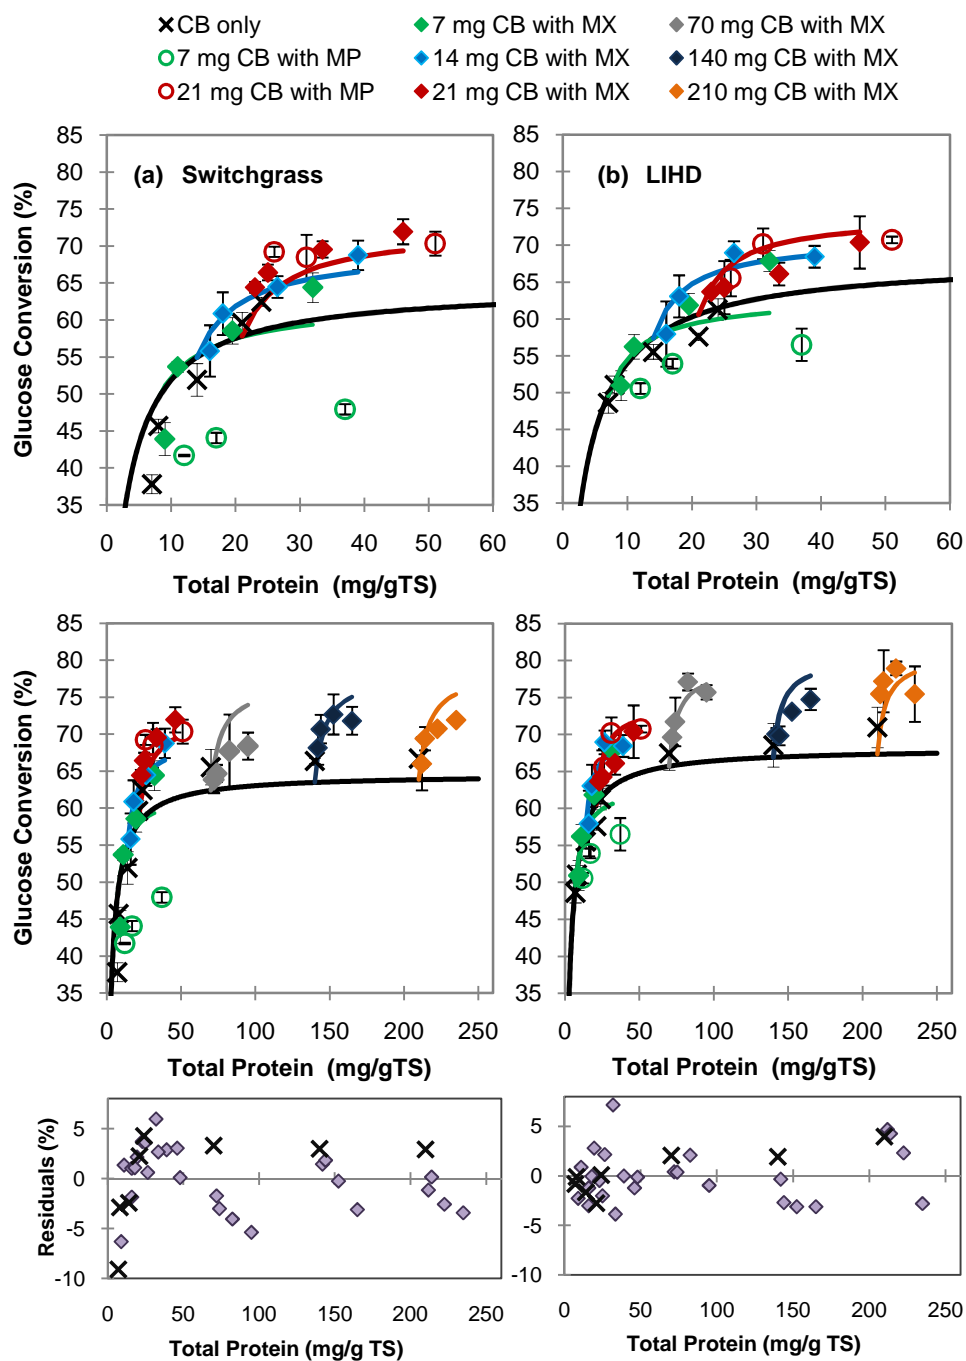 CB only 7 mg CB with MX 70 mg CB with MX
7 mg CB with MP 14 mg CB with MX 140 mg CB with MX
21 mg CB with MP 21 mg CB with MX 210 mg CB with MX
Glucose Conversion (%)
85
80
75
70
65
60
55
50
45
40
35
(a) Switchgrass
0 10 20 30 40 50 60
Total Protein (mg/gTS)
85
80
75
70
65
60
55
50
45
40
35
(b) LIHD
0 10 20 30 40 50 60
Total Protein (mg/gTS)
Glucose Conversion (%)
85
80
75
70
65
60
55
50
45
40
35
0 50 100 150 200 250
Total Protein (mg/gTS)
85
80
75
70
65
60
55
50
45
40
35
0 50 100 150 200 250
Total Protein (mg/gTS)
Residuals (%)
5
0
-5
-10
0 50 100 150 200 250
Total Protein (mg/g TS)
5
0
-5
-10
0 50 100 150 200 250
Total Protein (mg/g TS)